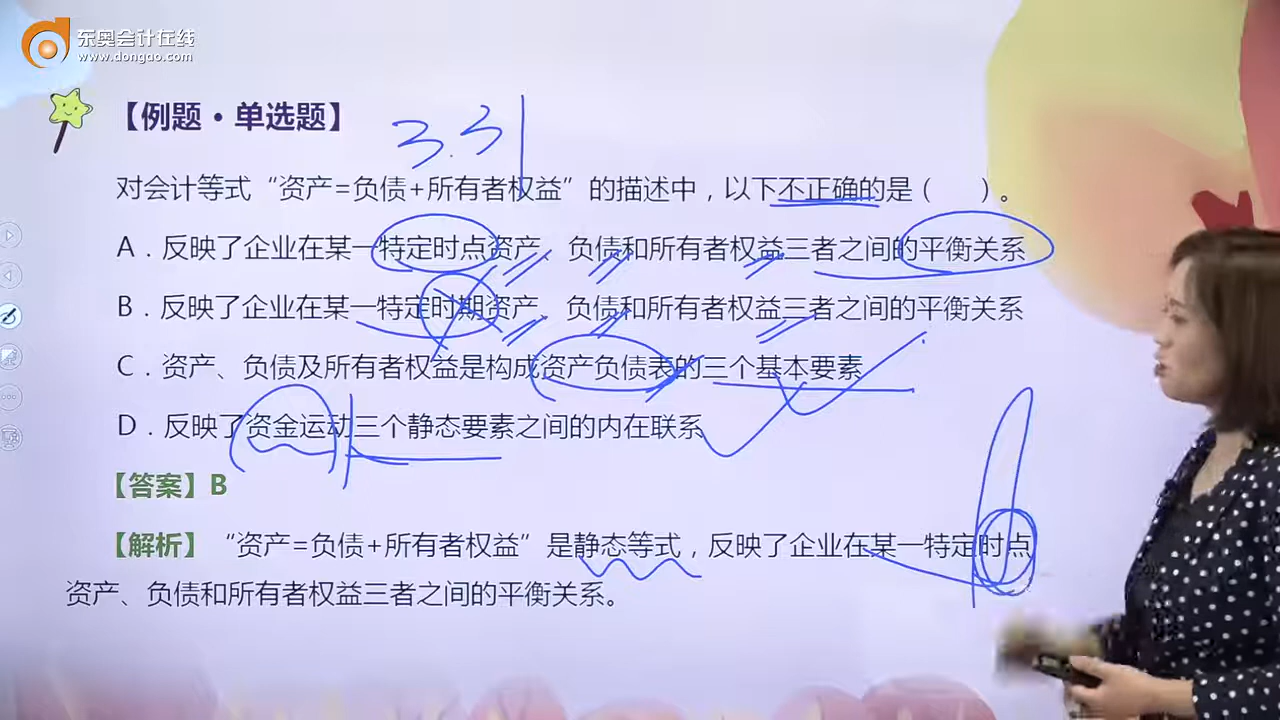 东奥会计在线
www.dongao.com
【例题·单选题】
3.31
对会计等式“资产=负债+所有者权益”的描述中，以下不正确的是（　　）。
A．反映了企业在某一特定时点资产、负债和所有者权益三者之间的平衡关系
B．反映了企业在某一特定时期资产、负债和所有者权益三者之间的平衡关系
C．资产、负债及所有者权益是构成资产负债表的三个基本要素
D．反映了资金运动三个静态要素之间的内在联系
【答案】B
【解析】“资产=负债+所有者权益”是静态等式，反映了企业在某一特定时点
资产、负债和所有者权益三者之间的平衡关系。